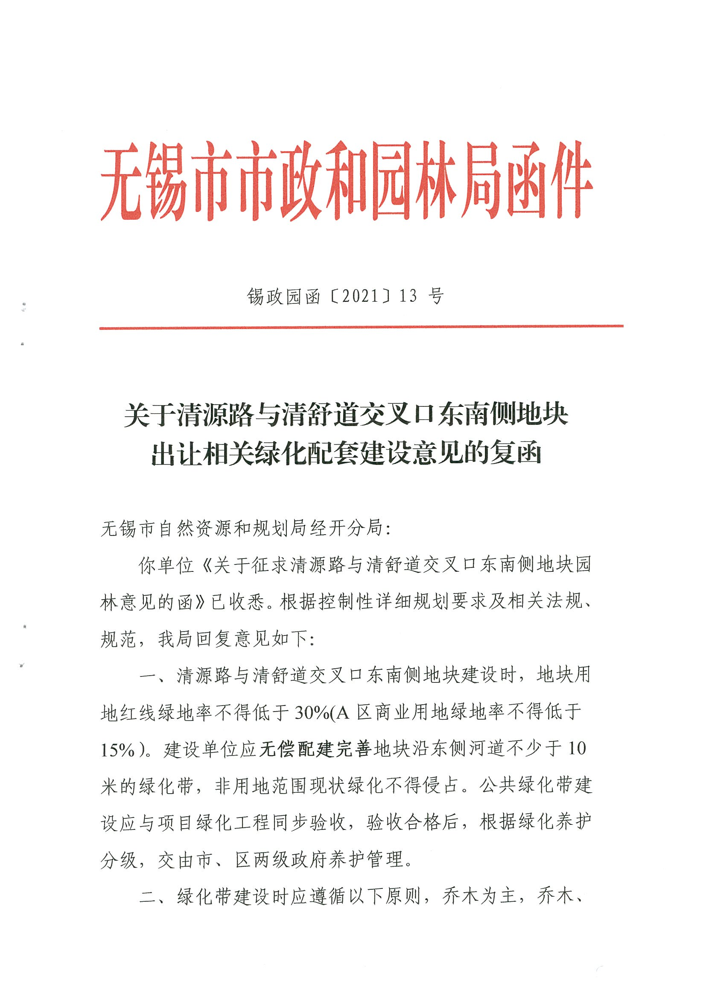 无锡市市政和园林局函件
锡政园函〔2021〕13 号
关于清源路与清舒道交叉口东南侧地块
出让相关绿化配套建设意见的复函
无锡市自然资源和规划局经开分局：
你单位《关于征求清源路与清舒道交叉口东南侧地块园
林意见的函》已收悉。根据控制性详细规划要求及相关法规、
规范，我局回复意见如下：
一、清源路与清舒道交叉口东南侧地块建设时，地块用
地红线绿地率不得低于 30%(A 区商业用地绿地率不得低于
15%)。建设单位应无偿配建完善地块沿东侧河道不少于 10
米的绿化带，非用地范围现状绿化不得侵占。公共绿化带建
设应与项目绿化工程同步验收，验收合格后，根据绿化养护
分级，交由市、区两级政府养护管理。
二、绿化带建设时应遵循以下原则，乔木为主，乔木、